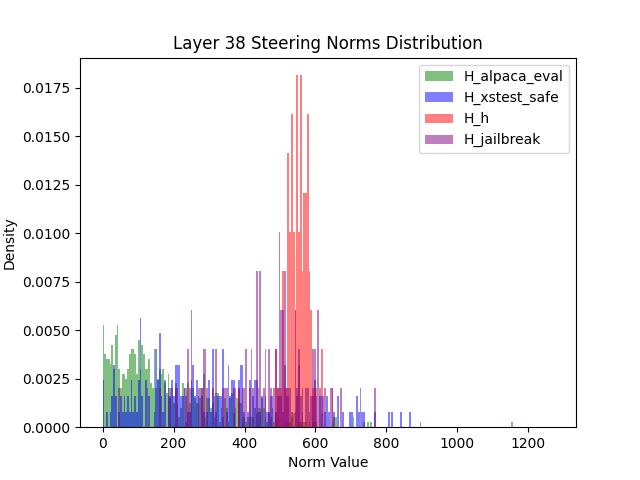 Layer 38 Steering Norms Distribution
H_alpaca_eval
H_xstest_safe
H_h
H_jailbreak
Density
0.0175
0.0150
0.0125
0.0100
0.0075
0.0050
0.0025
0.0000
0 200 400 600 800 1000 1200
Norm Value